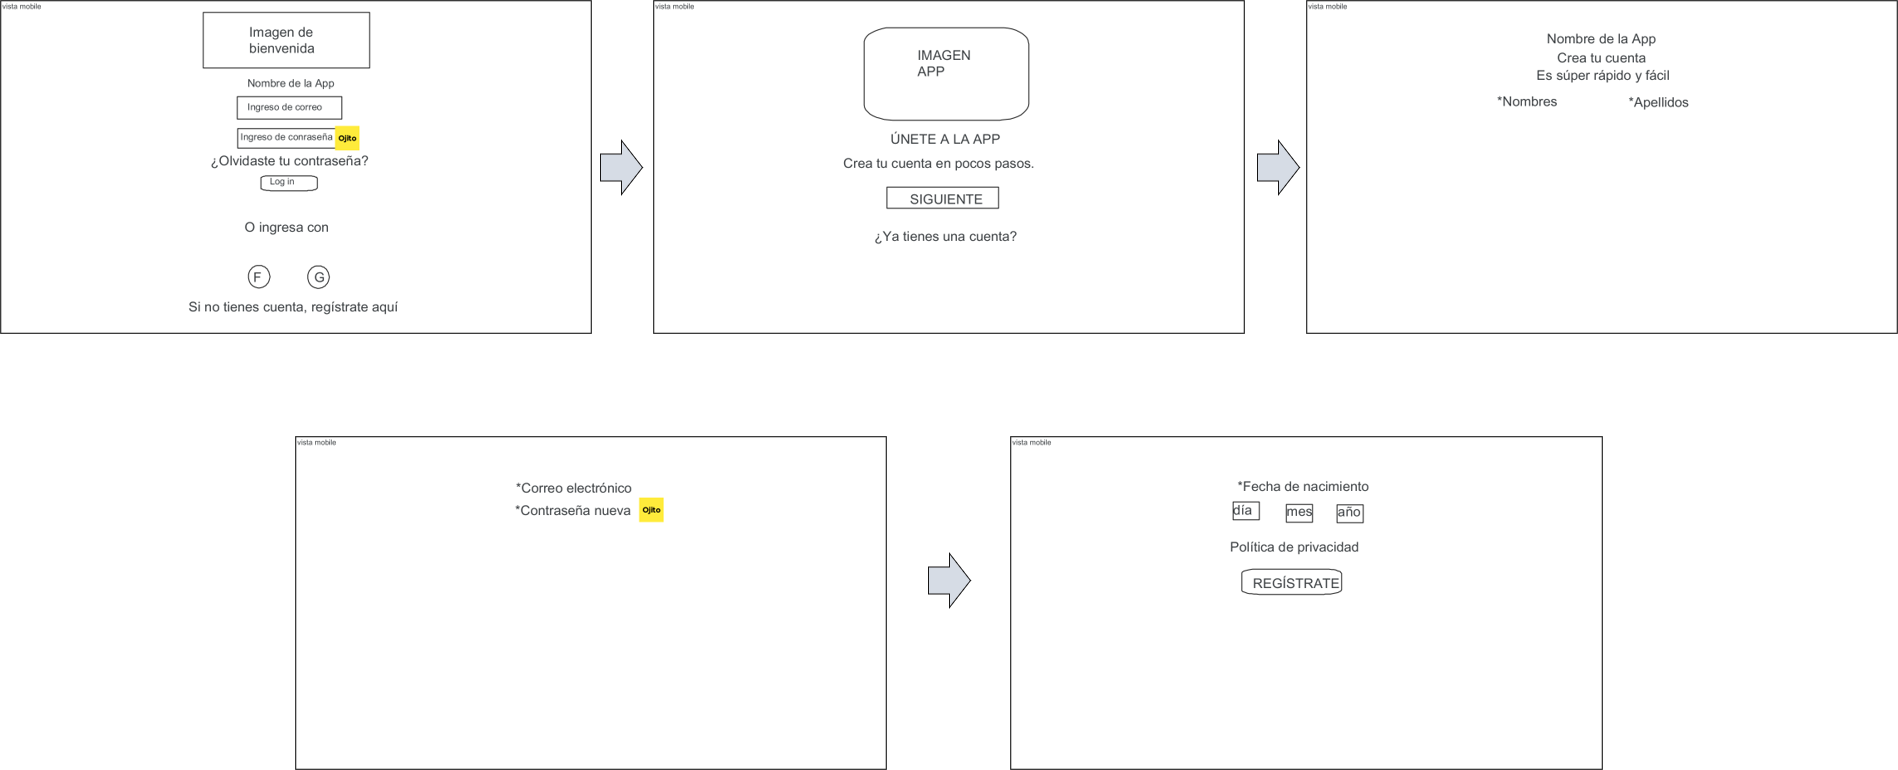 vista mobile
Imagen de
bienvenida
Nombre de la App
Ingreso de correo
Ingreso de conraseña
Ojito
¿Olvidaste tu contraseña?
Log in
O ingresa con
F G
Si no tienes cuenta, regístrate aquí
vista mobile
IMAGEN
APP
ÚNETE A LA APP
Crea tu cuenta en pocos pasos.
SIGUIENTE
¿Ya tienes una cuenta?
vista mobile
Nombre de la App
Crea tu cuenta
Es súper rápido y fácil
*Nombres *Apellidos
vista mobile
*Correo electrónico
*Contraseña nueva Ojito
vista mobile
*Fecha de nacimiento
día mes año
Política de privacidad
REGÍSTRATE